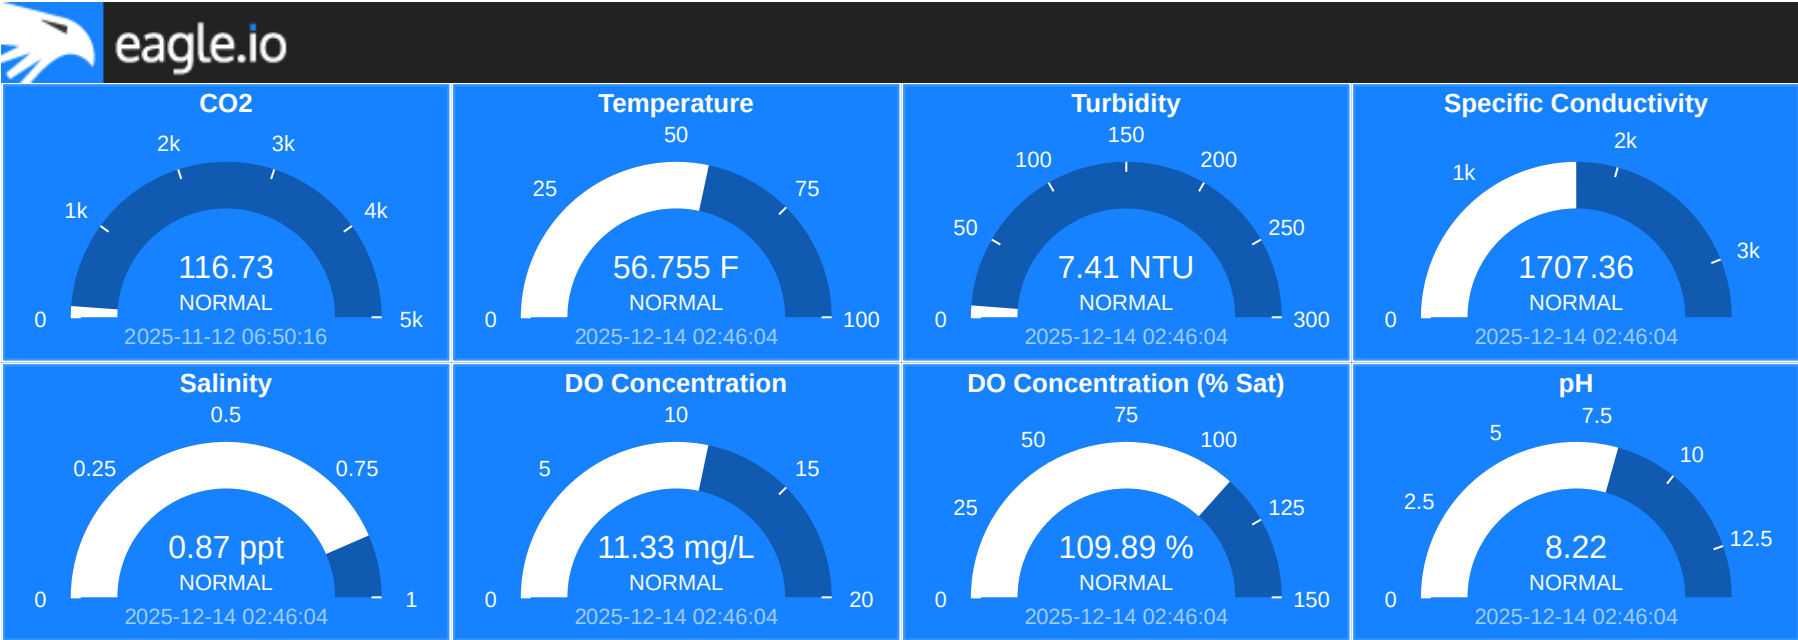 eagle.io
CO2
2k
3k
1k
4k
0
5k
116.73
NORMAL
2025-11-12 06:50:16
Temperature
50
25
75
0
100
56.755 F
NORMAL
2025-12-14 02:46:04
Turbidity
150
100
200
50
250
0
300
7.41 NTU
NORMAL
2025-12-14 02:46:04
Specific Conductivity
2k
1k
3k
0
1707.36
NORMAL
2025-12-14 02:46:04
Salinity
0.5
0.25
0.75
0
1
0.87 ppt
NORMAL
2025-12-14 02:46:04
DO Concentration
10
5
15
0
20
11.33 mg/L
NORMAL
2025-12-14 02:46:04
DO Concentration (% Sat)
75
50
100
25
125
0
150
109.89 %
NORMAL
2025-12-14 02:46:04
pH
7.5
5
10
2.5
12.5
0
8.22
NORMAL
2025-12-14 02:46:04